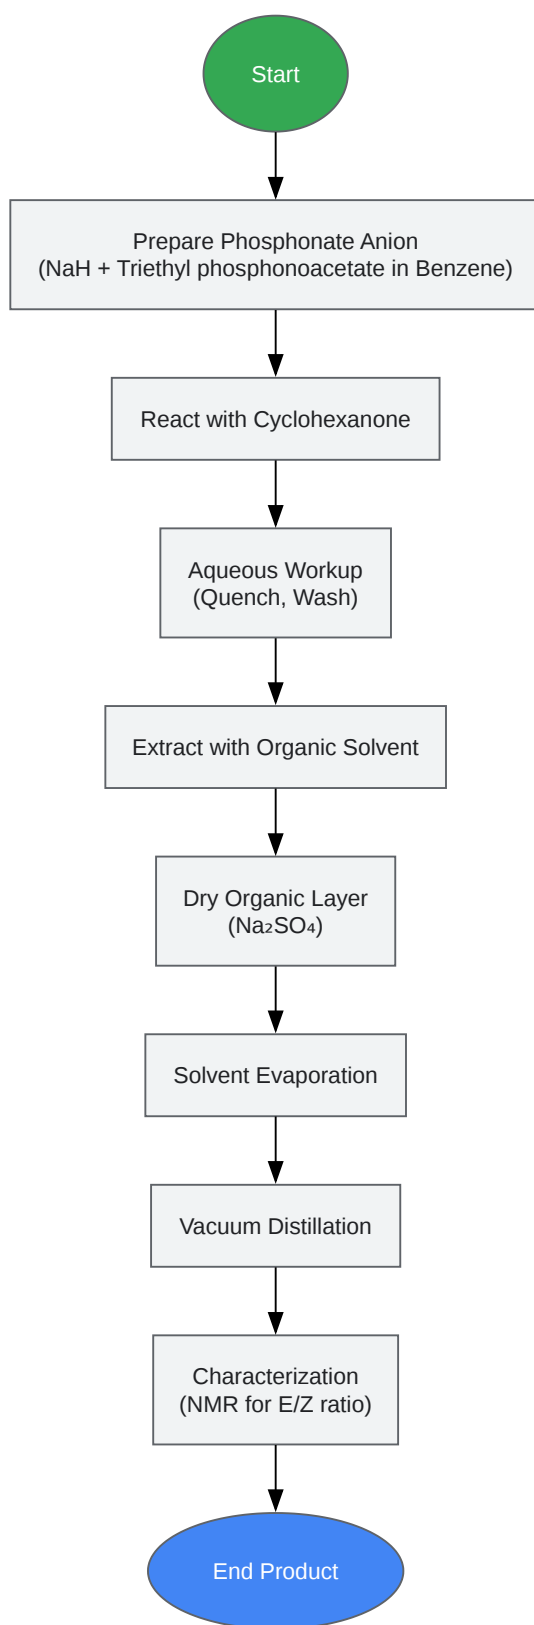 Start
Prepare Phosphonate Anion
(NaH + Triethyl phosphonoacetate in Benzene)
React with Cyclohexanone
Aqueous Workup
(Quench, Wash)
Extract with Organic Solvent
Dry Organic Layer
(Na₂SO₄)
Solvent Evaporation
Vacuum Distillation
Characterization
(NMR for E/Z ratio)
End Product